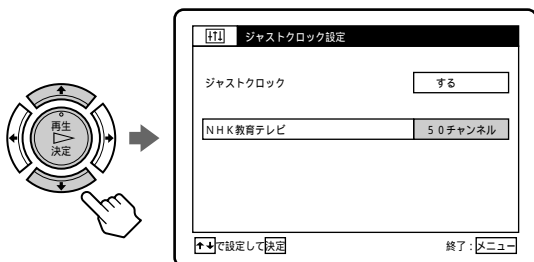 ジャストクロック設定
ジャストクロック する
NHK教育テレビ 50チャンネル
再生
決定
↑↓で設定して決定 終了:メニュー